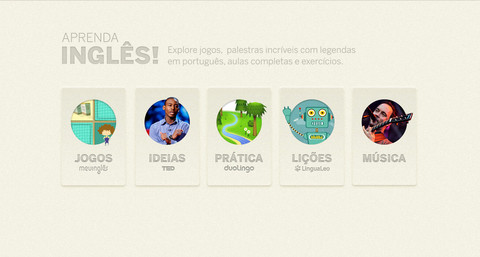 APRENDA
INGLÊS!
Explore jogos, palestras incríveis com legendas
em português, aulas completas e exercícios.
JOGOS
mswinglês
IDEIAS
TED
PRÁTICA
duolingo
LIÇÕES
LinguaLeo
MÚSICA